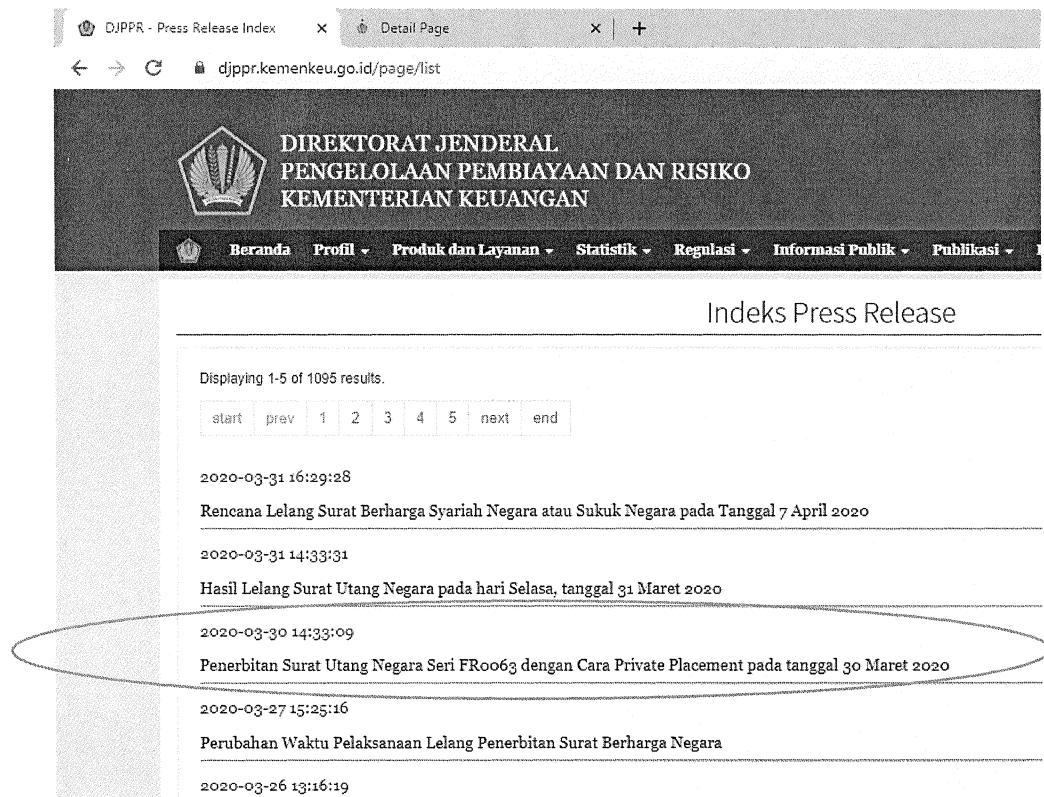 DJPPR - Press Release Index
Detail Page
djppr.kemenkeu.go.id/page/list
DIREKTORAT JENDERAL
PENGELOLAAN PEMBIAYAAN DAN RISIKO
KEMENTERIAN KEUANGAN
Beranda Profil Produk dan Layanan Statistik Regulasi Informasi Publik Publikasi
Indeks Press Release
Displaying 1-5 of 1095 results.
start prev 1 2 3 4 5 next end
2020-03-31 16:29:28
Rencana Lelang Surat Berharga Syariah Negara atau Sukuk Negara pada Tanggal 7 April 2020
2020-03-31 14:33:31
Hasil Lelang Surat Utang Negara pada hari Selasa, tanggal 31 Maret 2020
2020-03-30 14:33:09
Penerbitan Surat Utang Negara Seri FR0063 dengan Cara Private Placement pada tanggal 30 Maret 2020
2020-03-27 15:25:16
Perubahan Waktu Pelaksanaan Lelang Penerbitan Surat Berharga Negara
2020-03-26 13:16:19